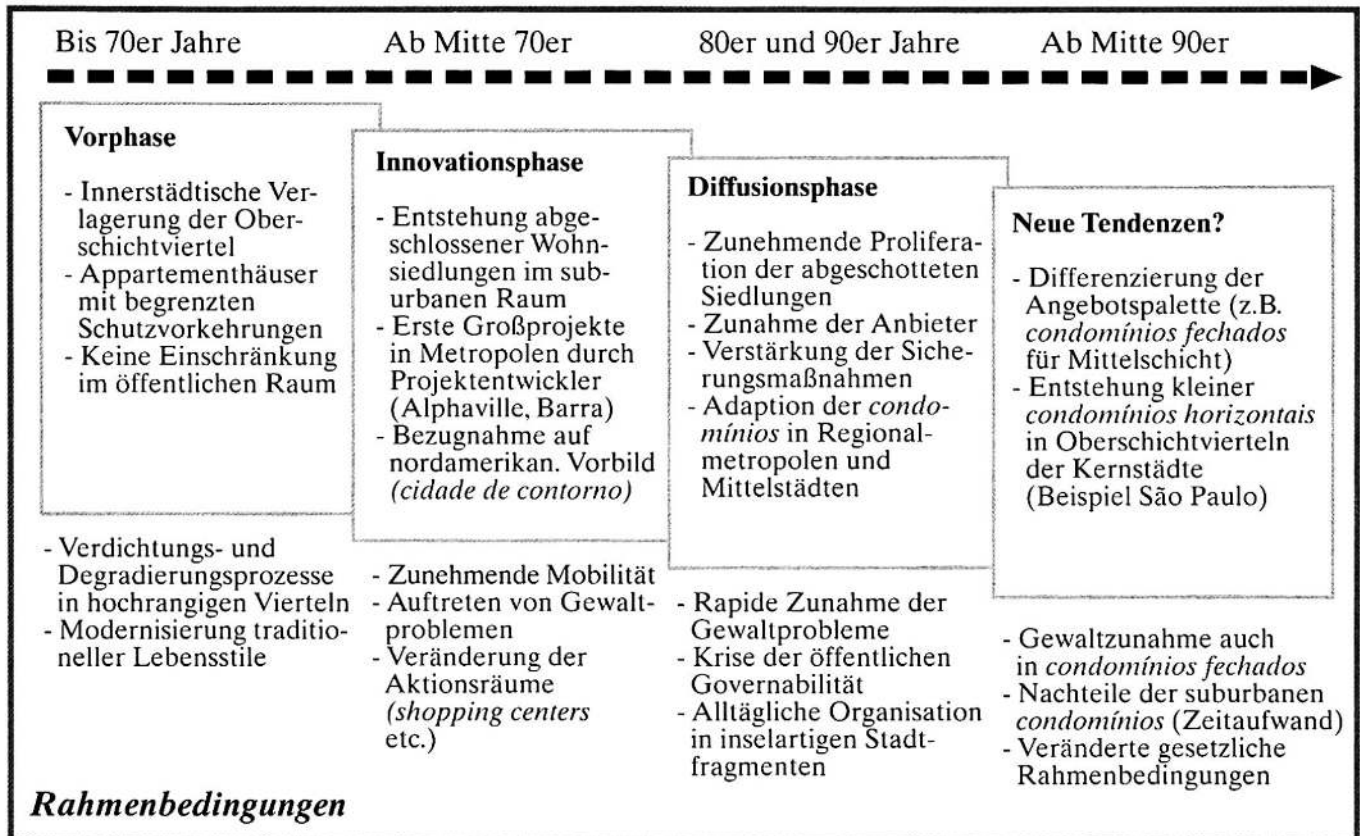 Bis 70er Jahre
Ab Mitte 70er
80er und 90er Jahre
Ab Mitte 90er
Vorphase
- Innerstädtische Ver-
lagerung der Ober-
schichtviertel
- Appartementhäuser
mit begrenzten
Schutzvorkehrungen
- Keine Einschränkung
im öffentlichen Raum
- Verdichtungs- und
Degradierungsprozesse
in hochrangigen Vierteln
- Modernisierung traditio-
neller Lebensstile
Innovationsphase
- Entstehung abge-
schlossener Wohn-
siedlungen im sub-
urbanen Raum
- Erste Großprojekte
in Metropolen durch
Projektentwickler
(Alphaville, Barra)
- Bezugnahme auf
nordamerikan. Vorbild
(cidade de contorno)
- Zunehmende Mobilität
- Auftreten von Gewalt-
problemen
- Veränderung der
Aktionsräume
(shopping centers
etc.)
Diffusionsphase
- Zunehmende Prolifera-
tion der abgeschotteten
Siedlungen
- Zunahme der Anbieter
- Verstärkung der Siche-
rungsmaßnahmen
- Adaption der condo-
mínios in Regional-
metropolen und
Mittelstädten
- Rapide Zunahme der
Gewaltprobleme
- Krise der öffentlichen
Governabilität
- Alltägliche Organisation
in inselartigen Stadt-
fragmenten
Neue Tendenzen?
- Differenzierung der
Angebotspalette (z.B.
condomínios fechados
für Mittelschicht)
- Entstehung kleiner
condomínios horizontais
in Oberschichtvierteln
der Kernstädte
(Beispiel São Paulo)
- Gewaltzunahme auch
in condomínios fechados
- Nachteile der suburbanen
condomínios (Zeitaufwand)
- Veränderte gesetzliche
Rahmenbedingungen
Rahmenbedingungen